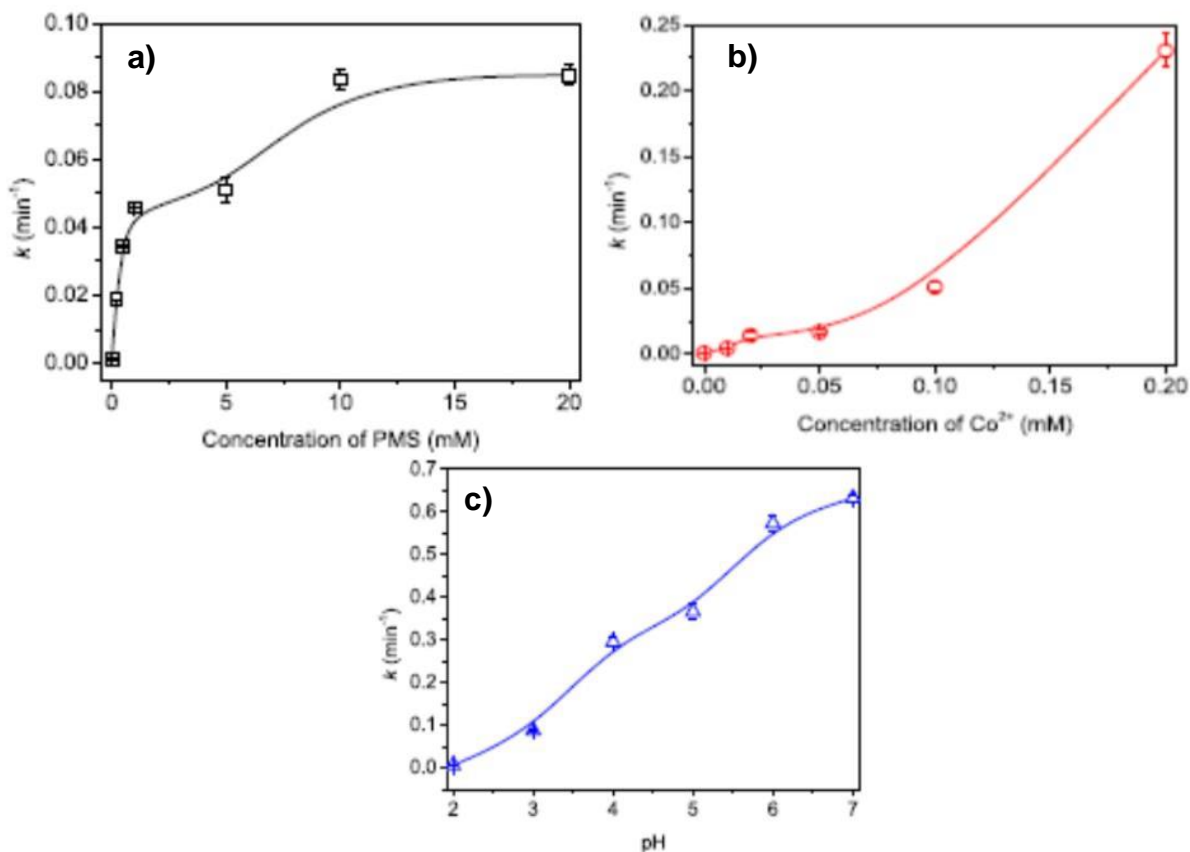 a)
0.10
0.08
0.06
0.04
0.02
0.00
k (min⁻¹)
0 5 10 15 20
Concentration of PMS (mM)
b)
0.25
0.20
0.15
0.10
0.05
0.00
k (min⁻¹)
0.00 0.05 0.10 0.15 0.20
Concentration of Co²⁺ (mM)
c)
0.7
0.6
0.5
0.4
0.3
0.2
0.1
0.0
k (min⁻¹)
2 3 4 5 6 7
pH